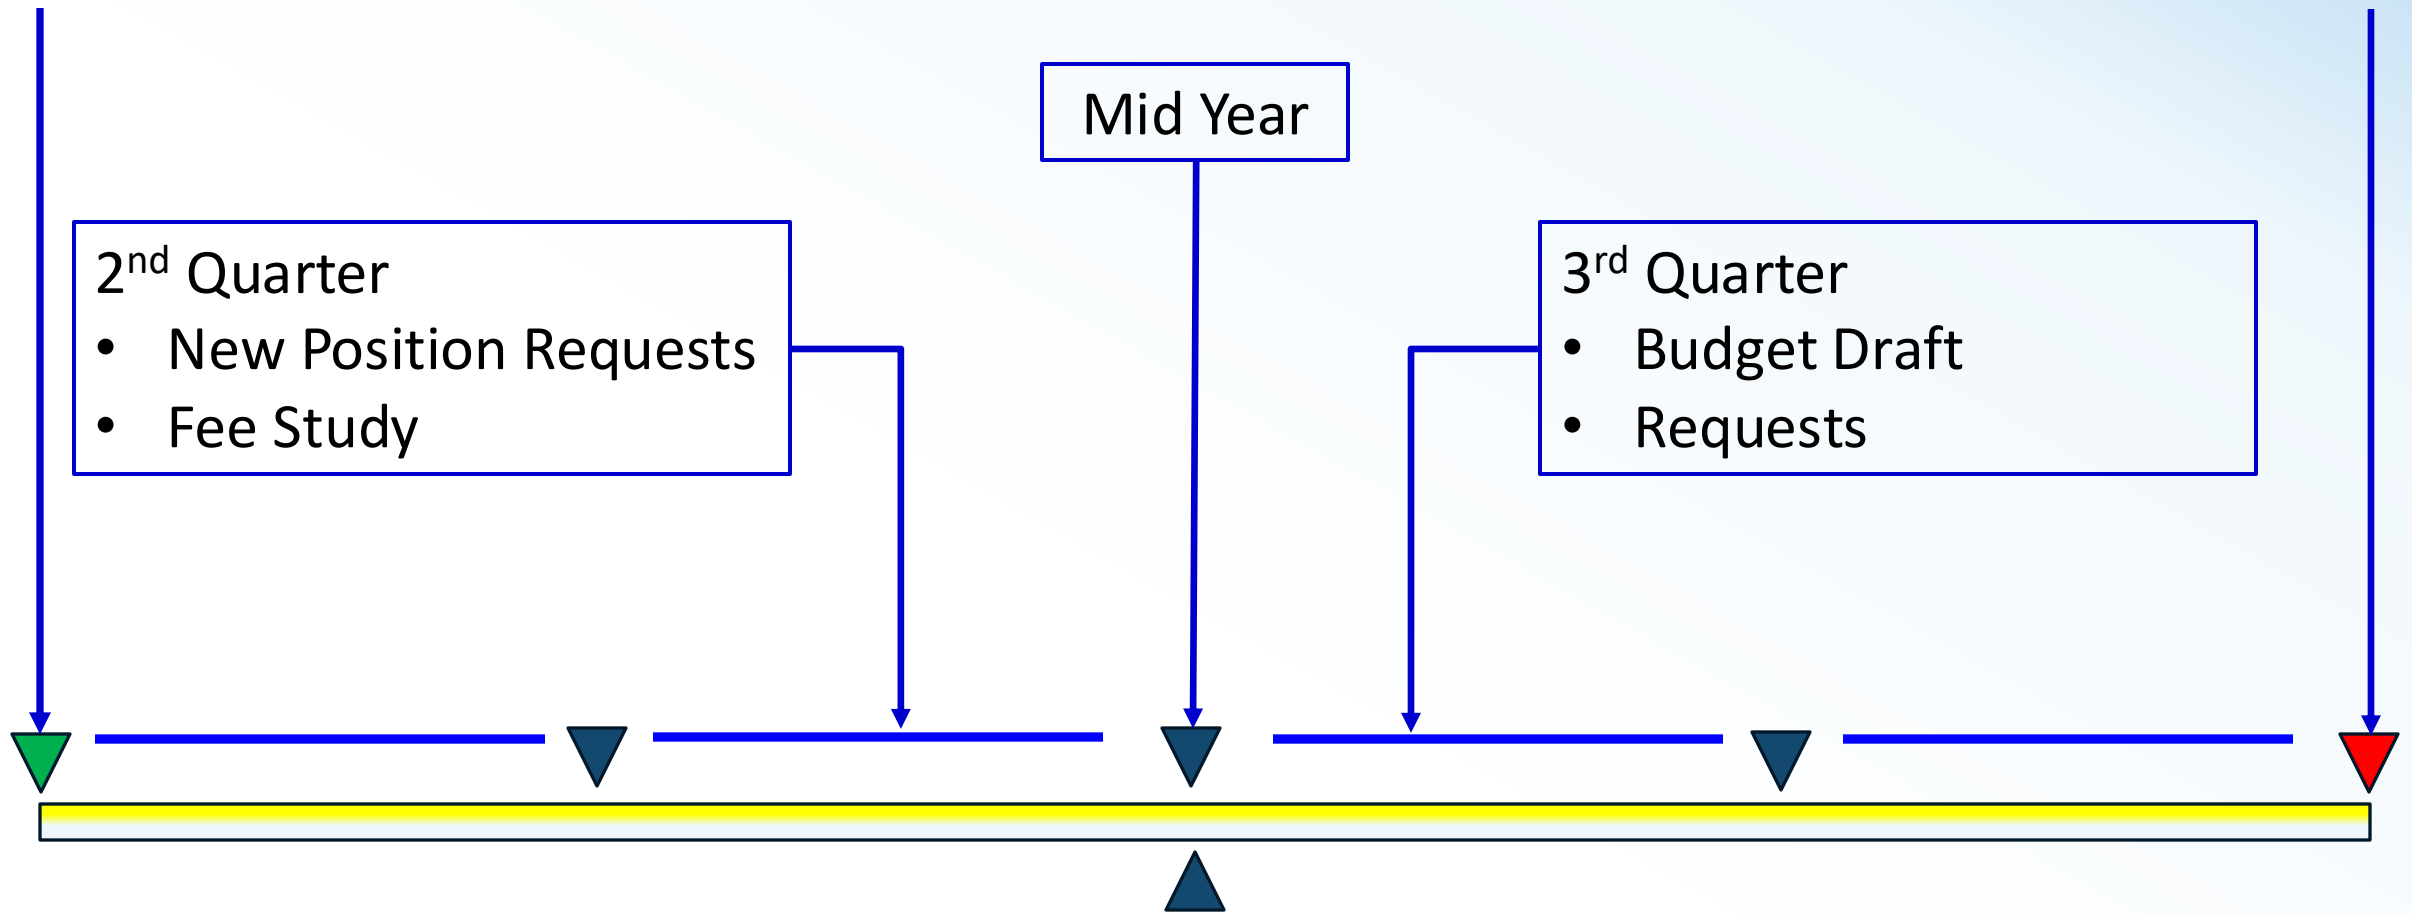 Mid Year
2nd Quarter
• New Position Requests
• Fee Study
3rd Quarter
• Budget Draft
• Requests